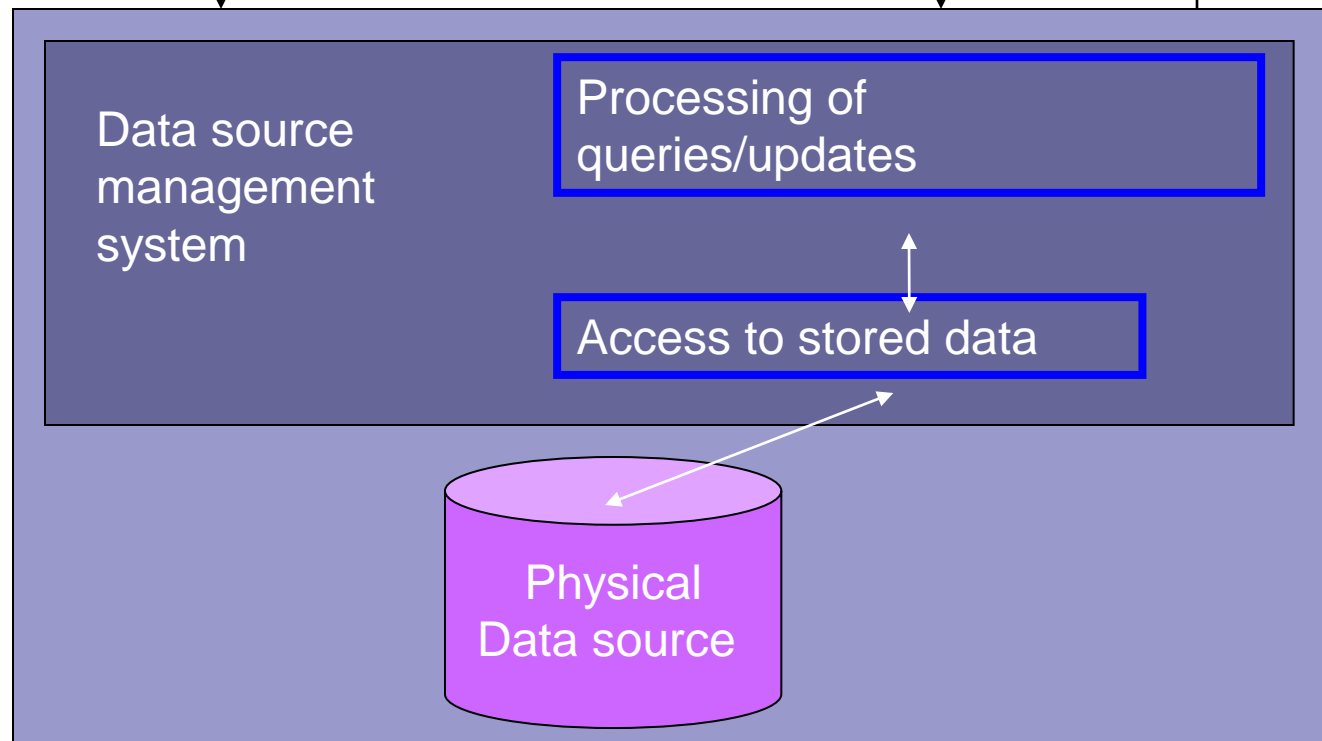 Data source
management
system
Processing of
queries/updates
Access to stored data
Physical
Data source